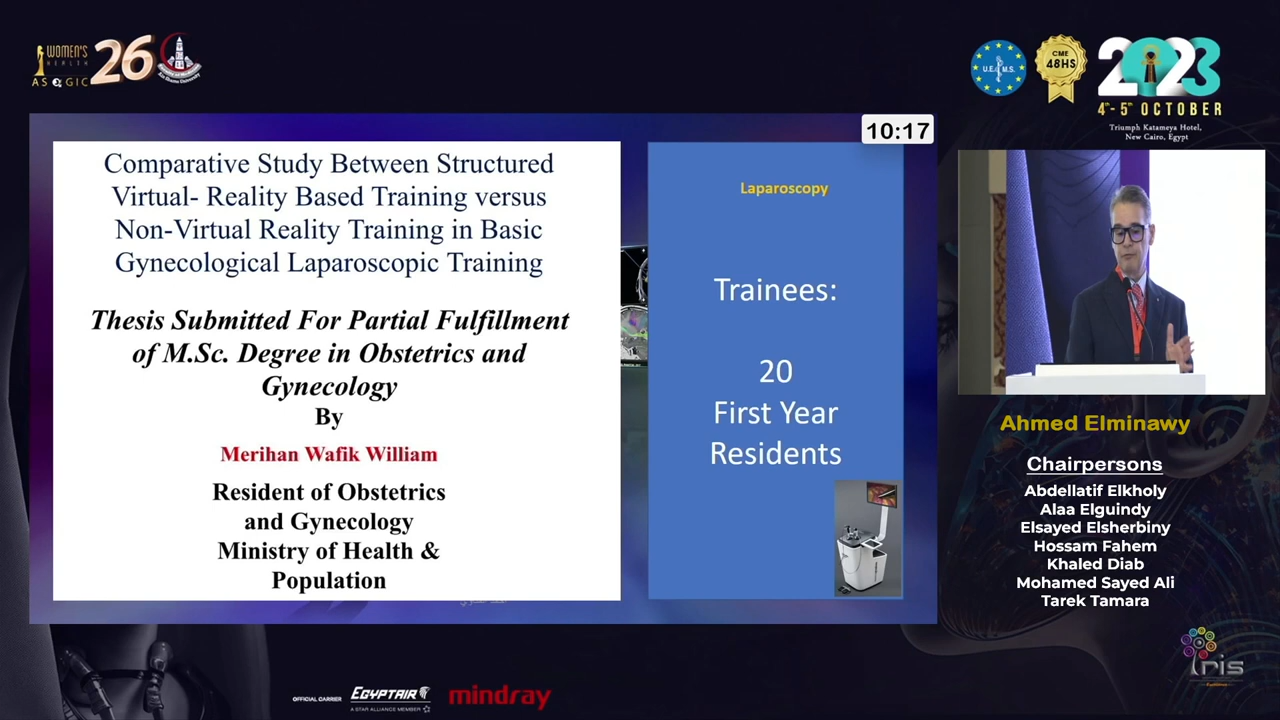 WOMEN'S
HEALTH
ASOGIC
26
U.E.M.S.
CME
48HS
2023
4th - 5th OCTOBER
Triumph Katameya Hotel,
New Cairo, Egypt
10:17
Comparative Study Between Structured
Virtual- Reality Based Training versus
Non-Virtual Reality Training in Basic
Gynecological Laparoscopic Training
Thesis Submitted For Partial Fulfillment
of M.Sc. Degree in Obstetrics and
Gynecology
By
Merihan Wafik William
Resident of Obstetrics
and Gynecology
Ministry of Health &
Population
Laparoscopy
Trainees:
20
First Year
Residents
Ahmed Elminawy
Chairpersons
Abdellatif Elkholy
Alaa Elguindy
Elsayed Elsherbiny
Hossam Fahem
Khaled Diab
Mohamed Sayed Ali
Tarek Tamara
OFFICIAL CARRIER
EGYPTAIR
A STAR ALLIANCE MEMBER
mindray
Iris